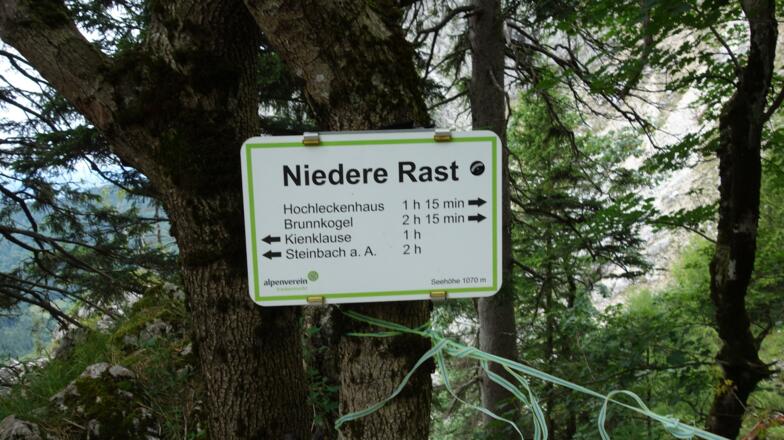 Niedere Rast
Hochleckenhaus 1 h 15 min →
Brunnkogel 2 h 15 min →
← Kienklause 1 h
← Steinbach a. A. 2 h
alpenverein
Seehöhe 1070 m